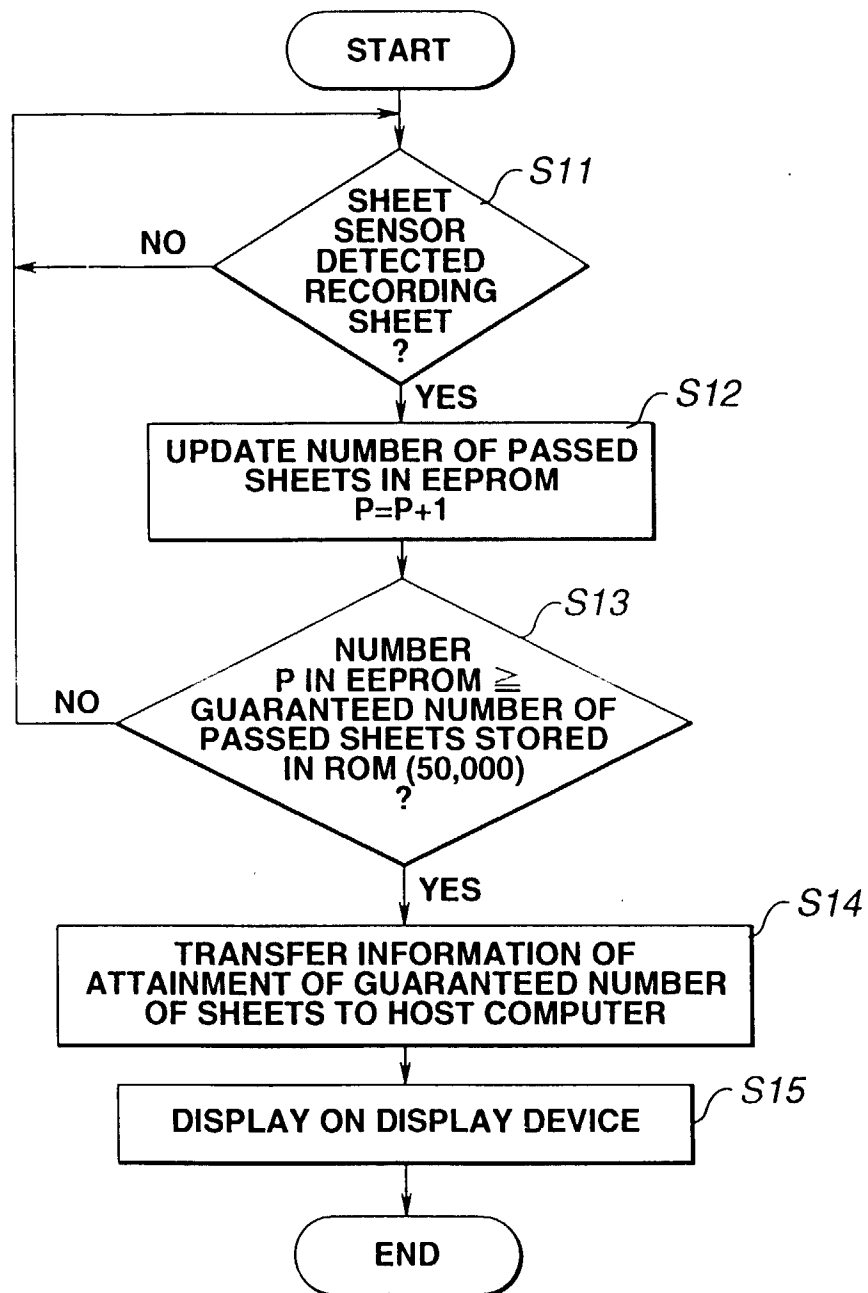 START
S11
SHEET
SENSOR
DETECTED
RECORDING
SHEET
?
NO
YES
S12
UPDATE NUMBER OF PASSED
SHEETS IN EEPROM
P=P+1
S13
NUMBER
P IN EEPROM ≧
GUARANTEED NUMBER OF
PASSED SHEETS STORED
IN ROM (50,000)
?
NO
YES
S14
TRANSFER INFORMATION OF
ATTAINMENT OF GUARANTEED NUMBER
OF SHEETS TO HOST COMPUTER
S15
DISPLAY ON DISPLAY DEVICE
END